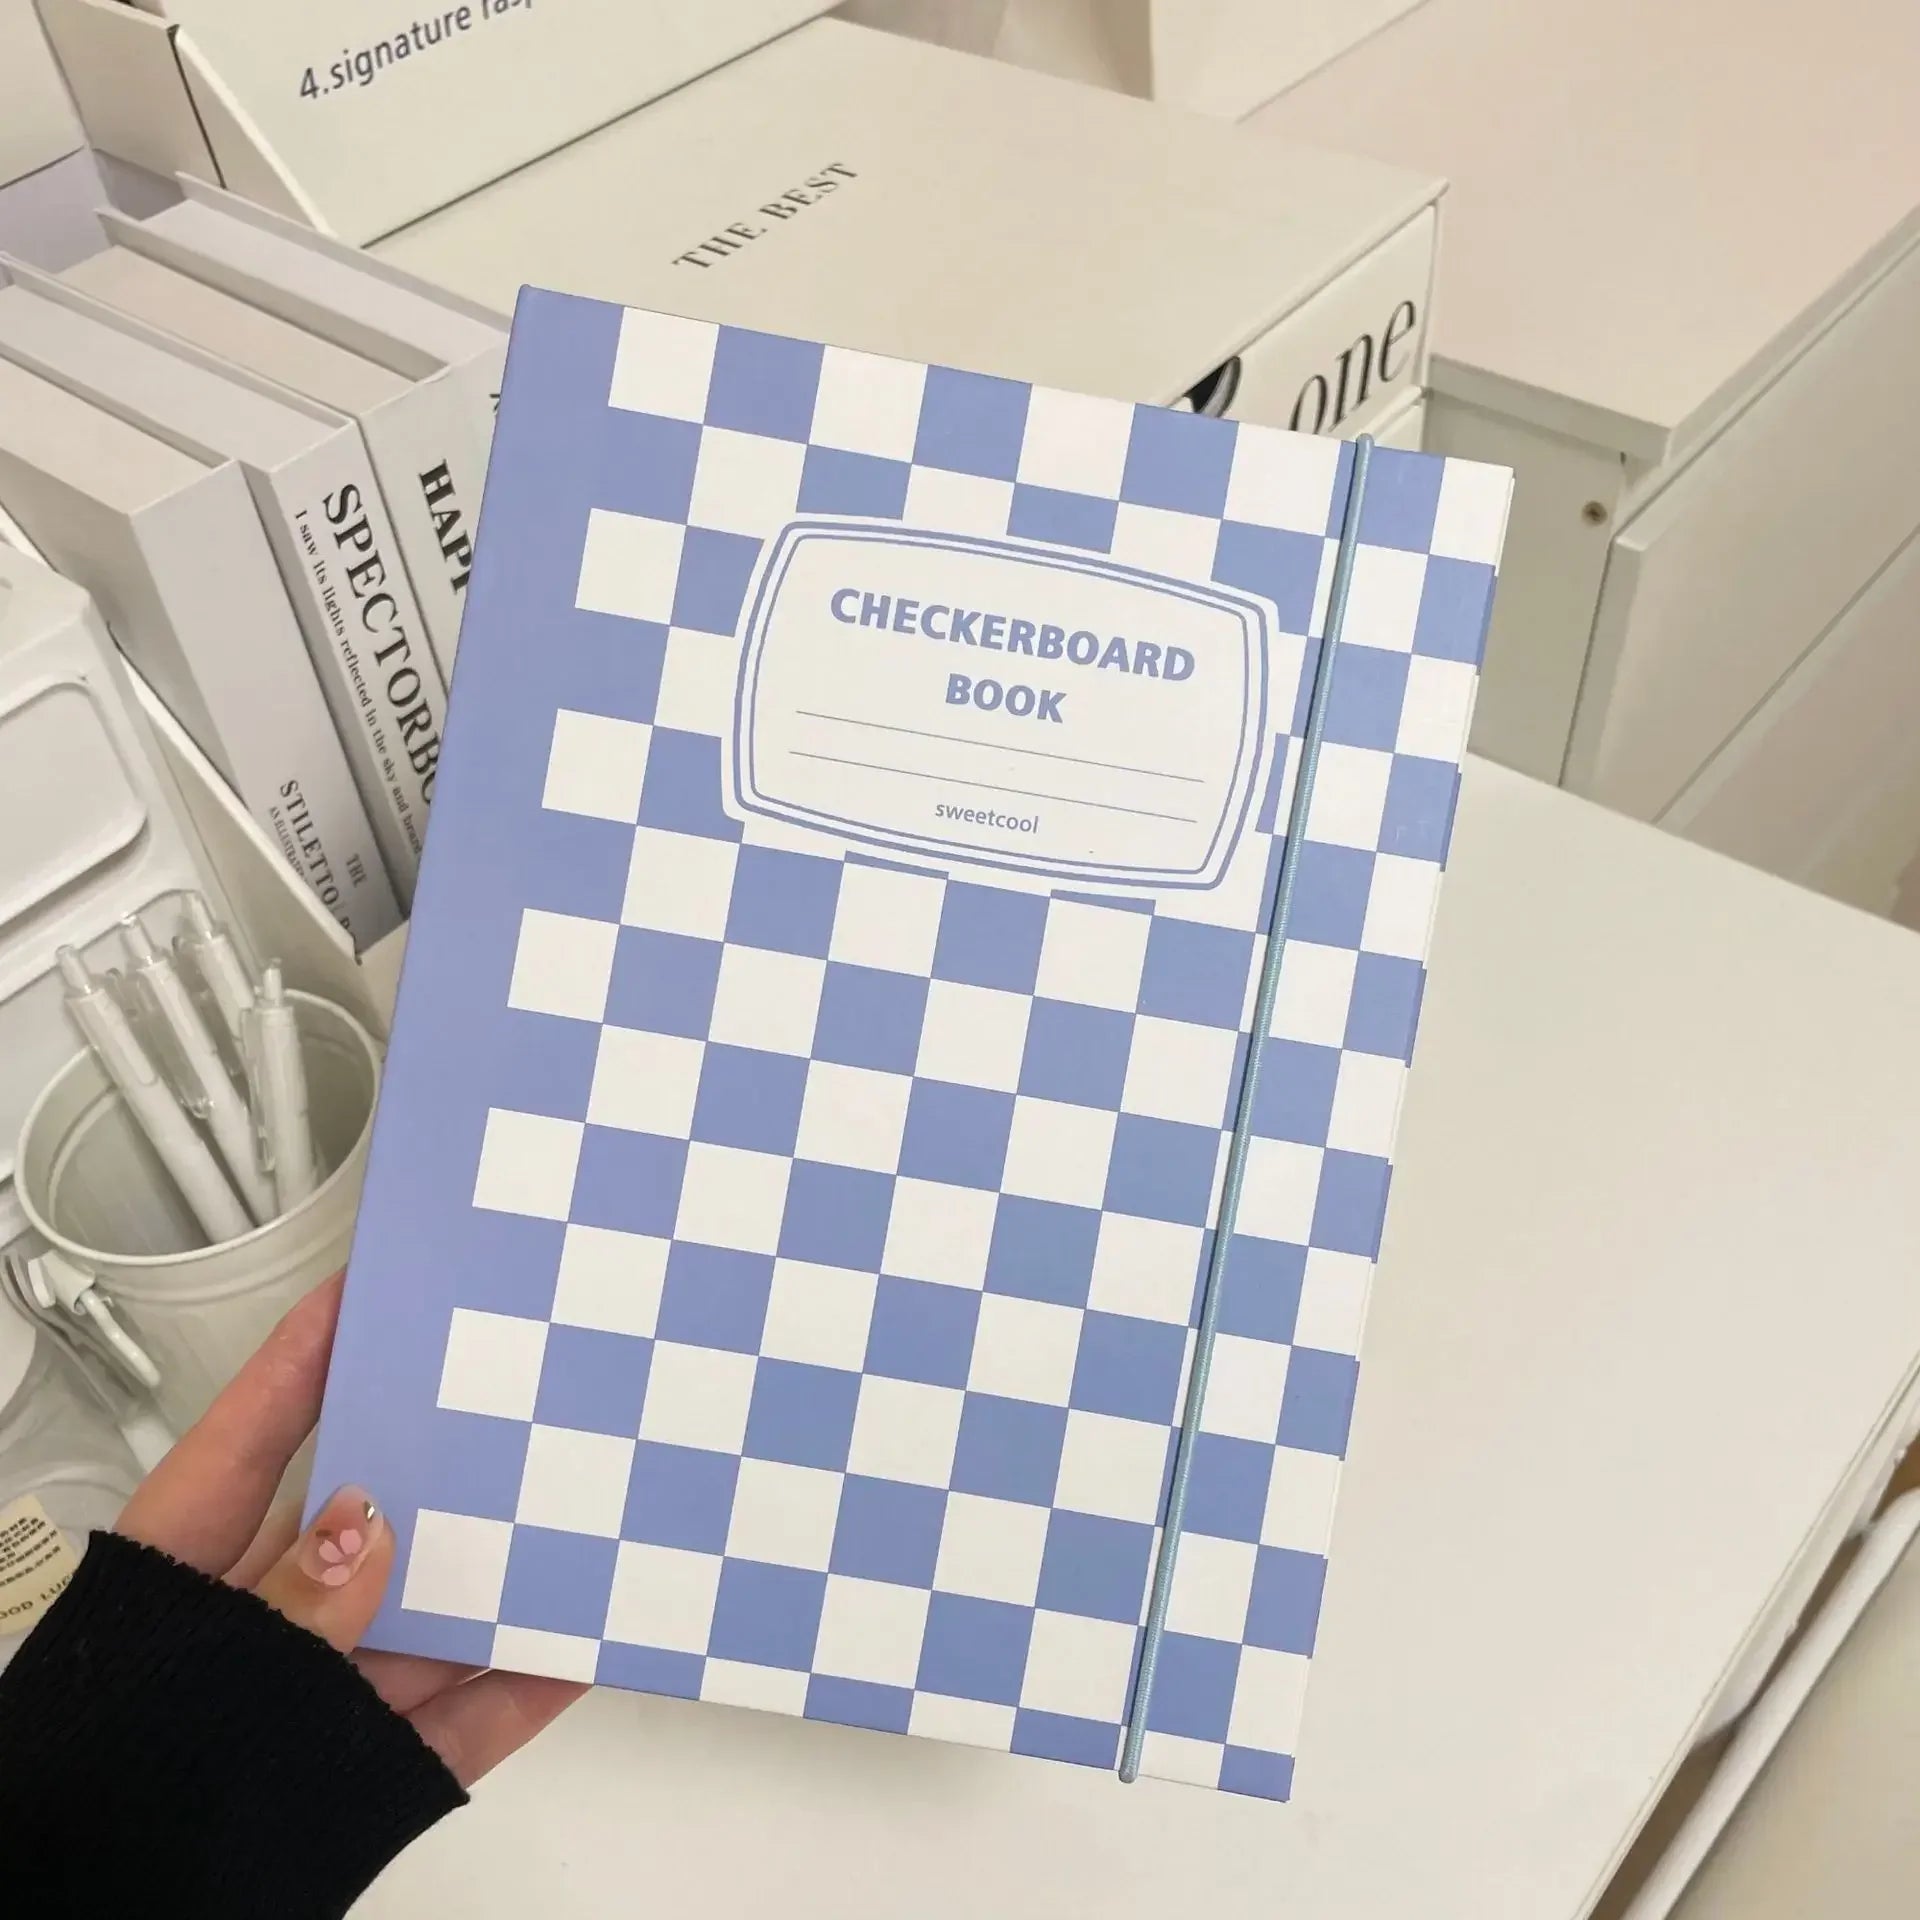 4.signature
THE BEST
one
HAPP
SPECTORB
I saw its lights reflected in the sky and
THE
STILETTO/
CHECKERBOARD
BOOK
sweetcool